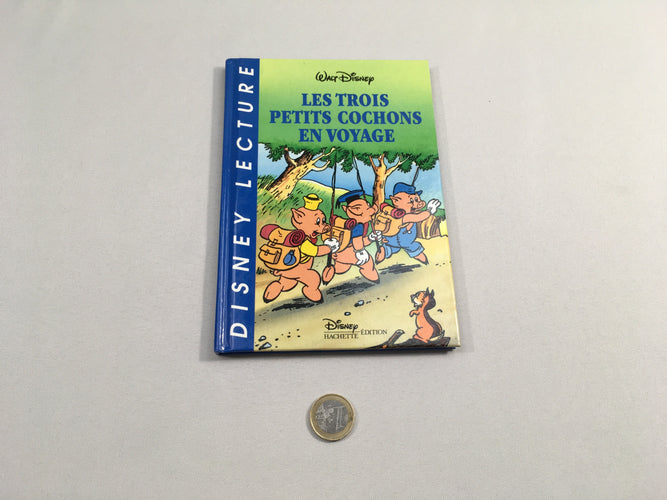 DISNEY LECTURE
WALT DISNEY
LES TROIS
PETITS COCHONS
EN VOYAGE
DISNEY
HACHETTE ÉDITION